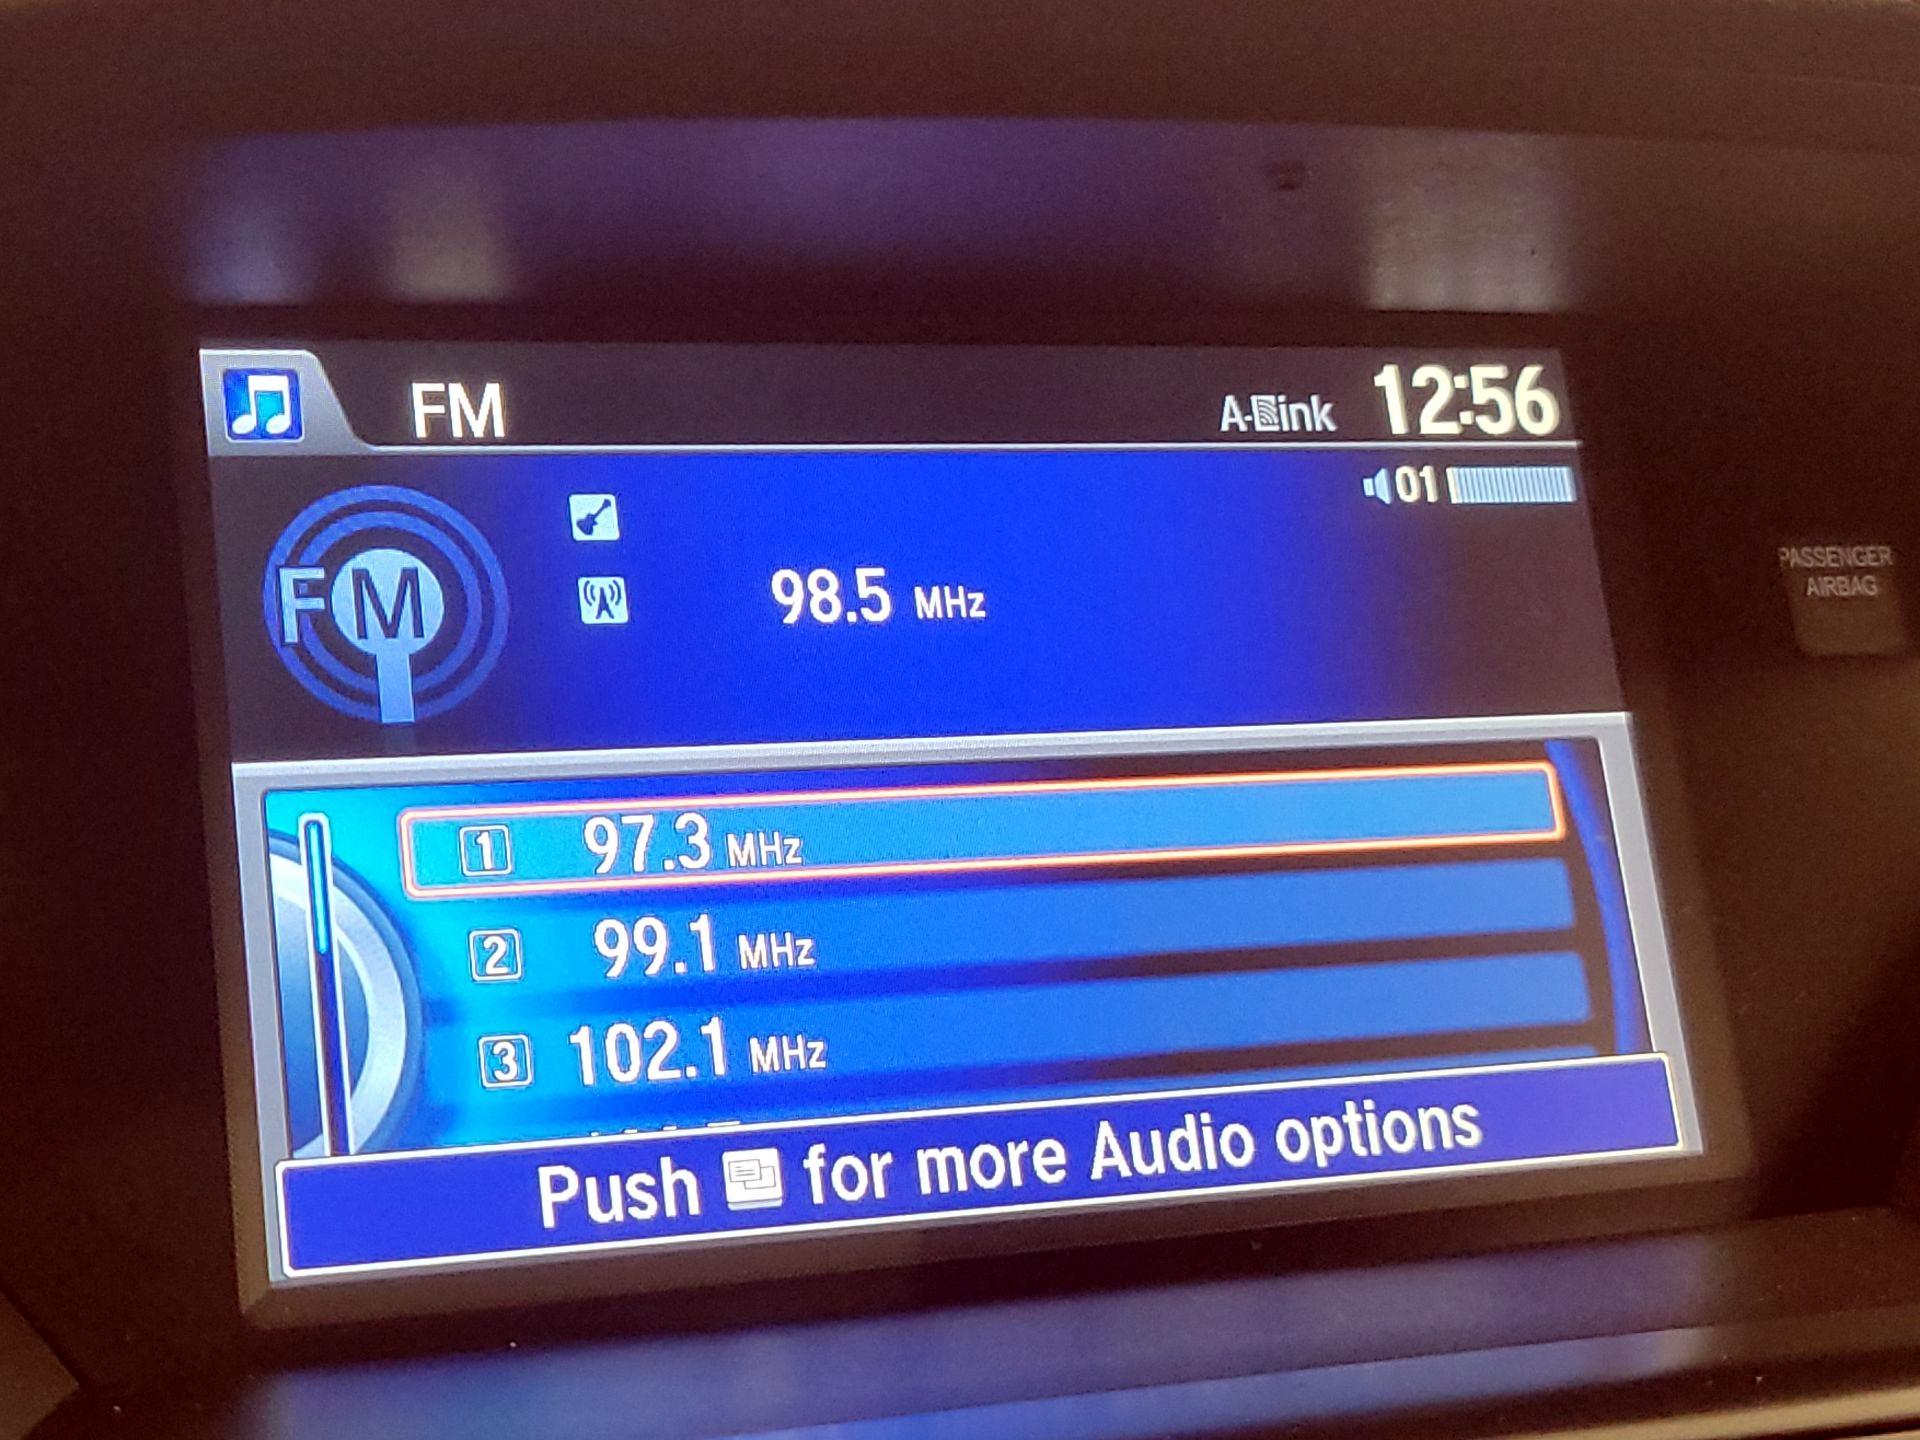 FM A-Link 12:56
01
FM
98.5 MHz
1 97.3 MHz
2 99.1 MHz
3 102.1 MHz
Push for more Audio options
PASSENGER
AIRBAG